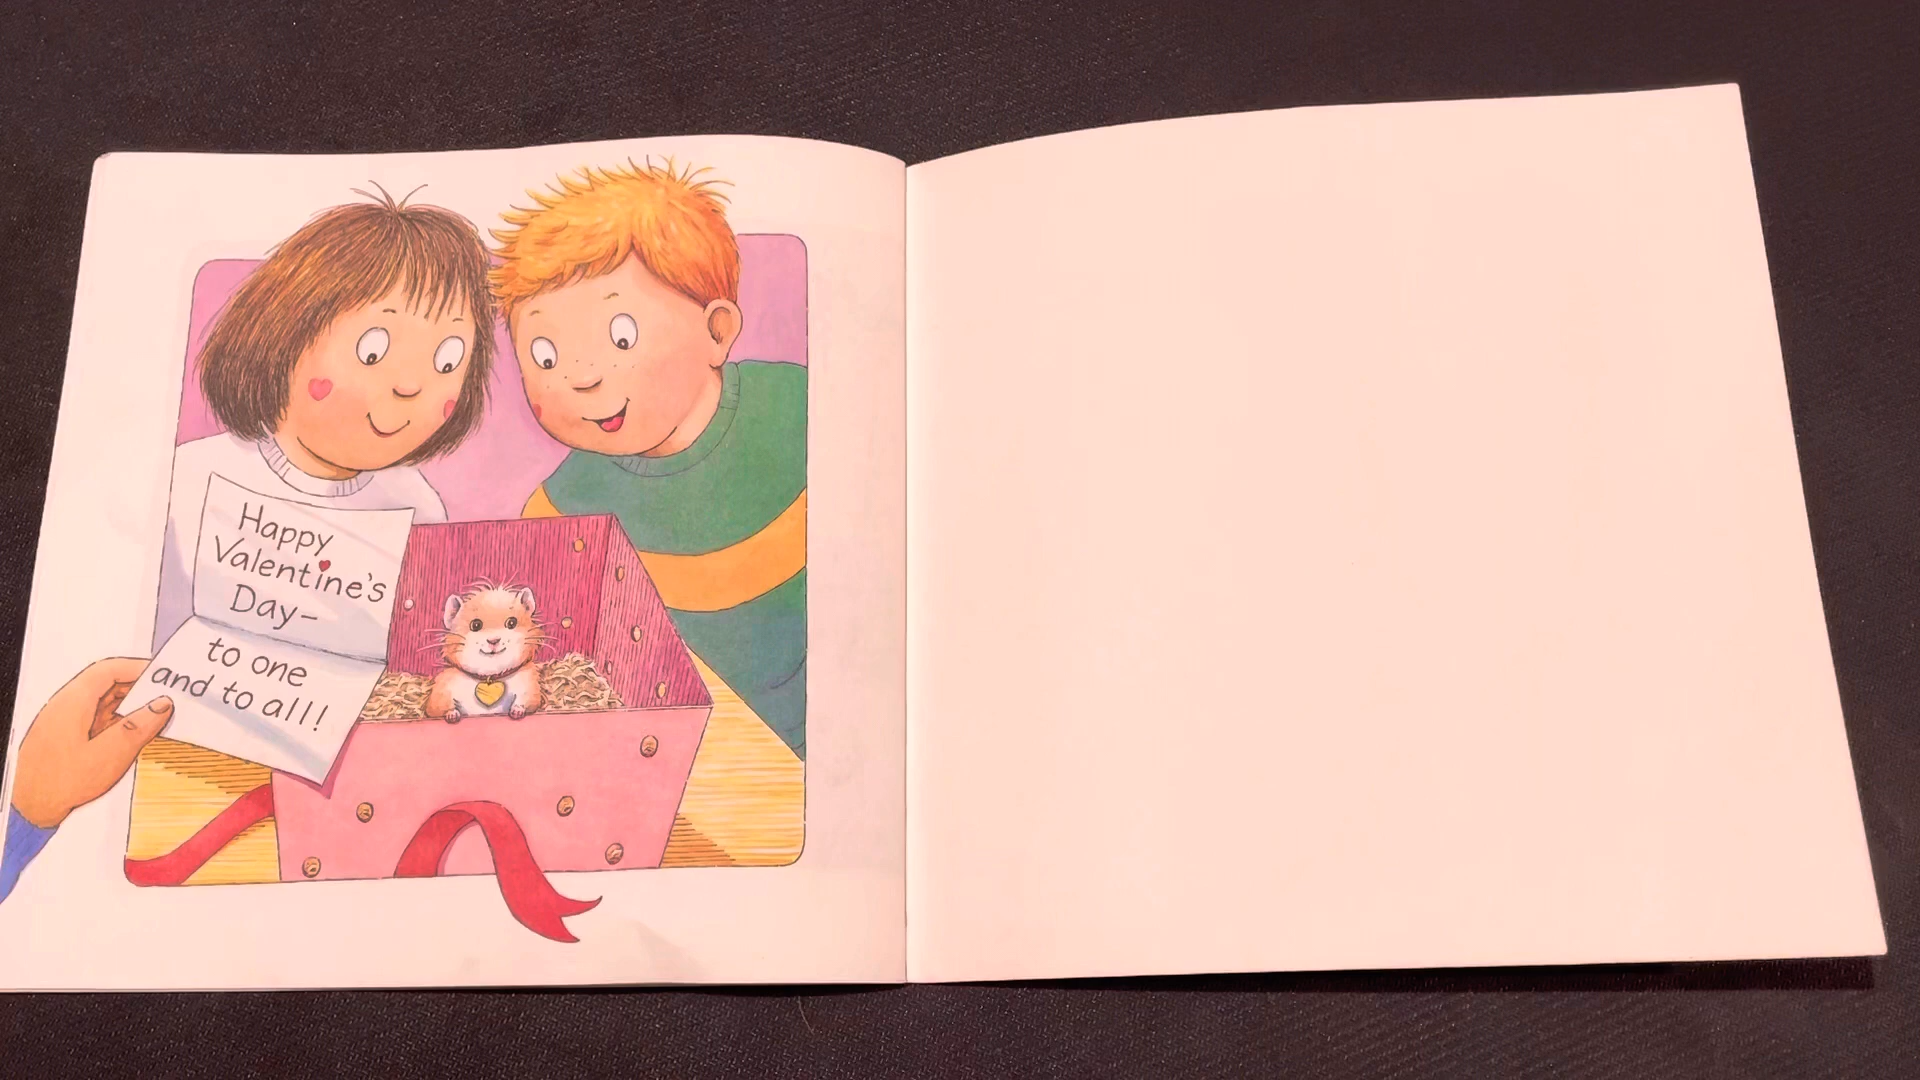 Happy
Valentine's
Day–
to one
and to all!